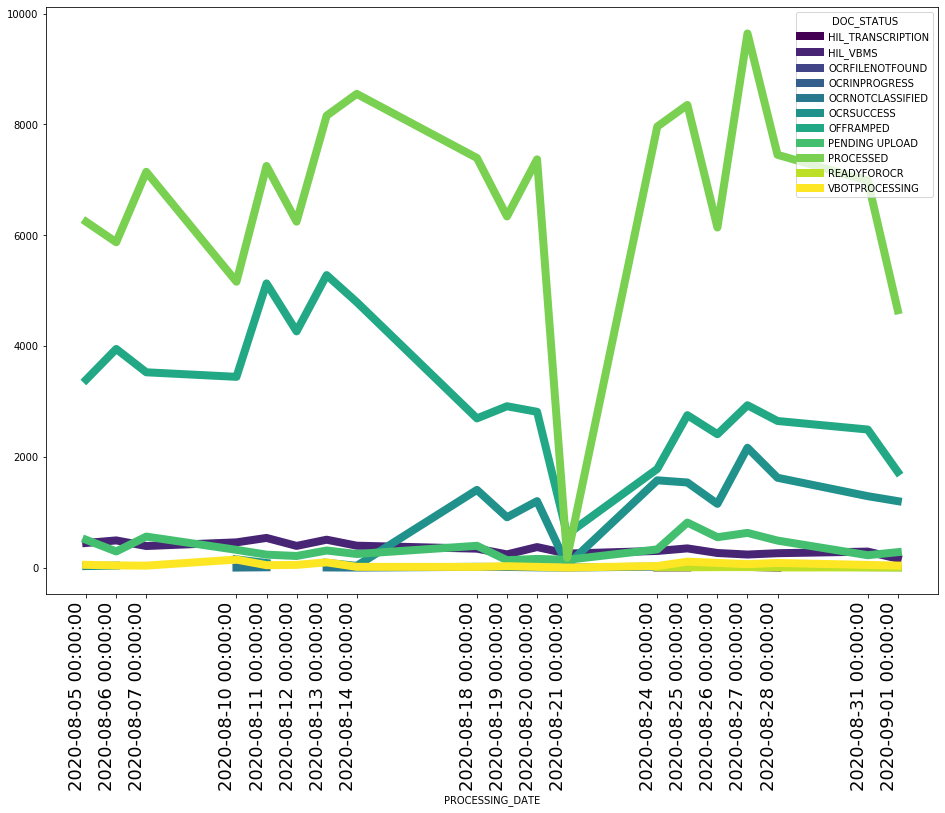 10000
8000
6000
4000
2000
0
DOC_STATUS
HIL_TRANSCRIPTION
HIL_VBMS
OCRFILENOTFOUND
OCRINPROGRESS
OCRNOTCLASSIFIED
OCRSUCCESS
OFFRAMPED
PENDING UPLOAD
PROCESSED
READYFOROCR
VBOTPROCESSING
2020-08-05 00:00:00
2020-08-06 00:00:00
2020-08-07 00:00:00
2020-08-10 00:00:00
2020-08-11 00:00:00
2020-08-12 00:00:00
2020-08-13 00:00:00
2020-08-14 00:00:00
2020-08-18 00:00:00
2020-08-19 00:00:00
2020-08-20 00:00:00
2020-08-21 00:00:00
2020-08-24 00:00:00
2020-08-25 00:00:00
2020-08-26 00:00:00
2020-08-27 00:00:00
2020-08-28 00:00:00
2020-08-31 00:00:00
2020-09-01 00:00:00
PROCESSING_DATE